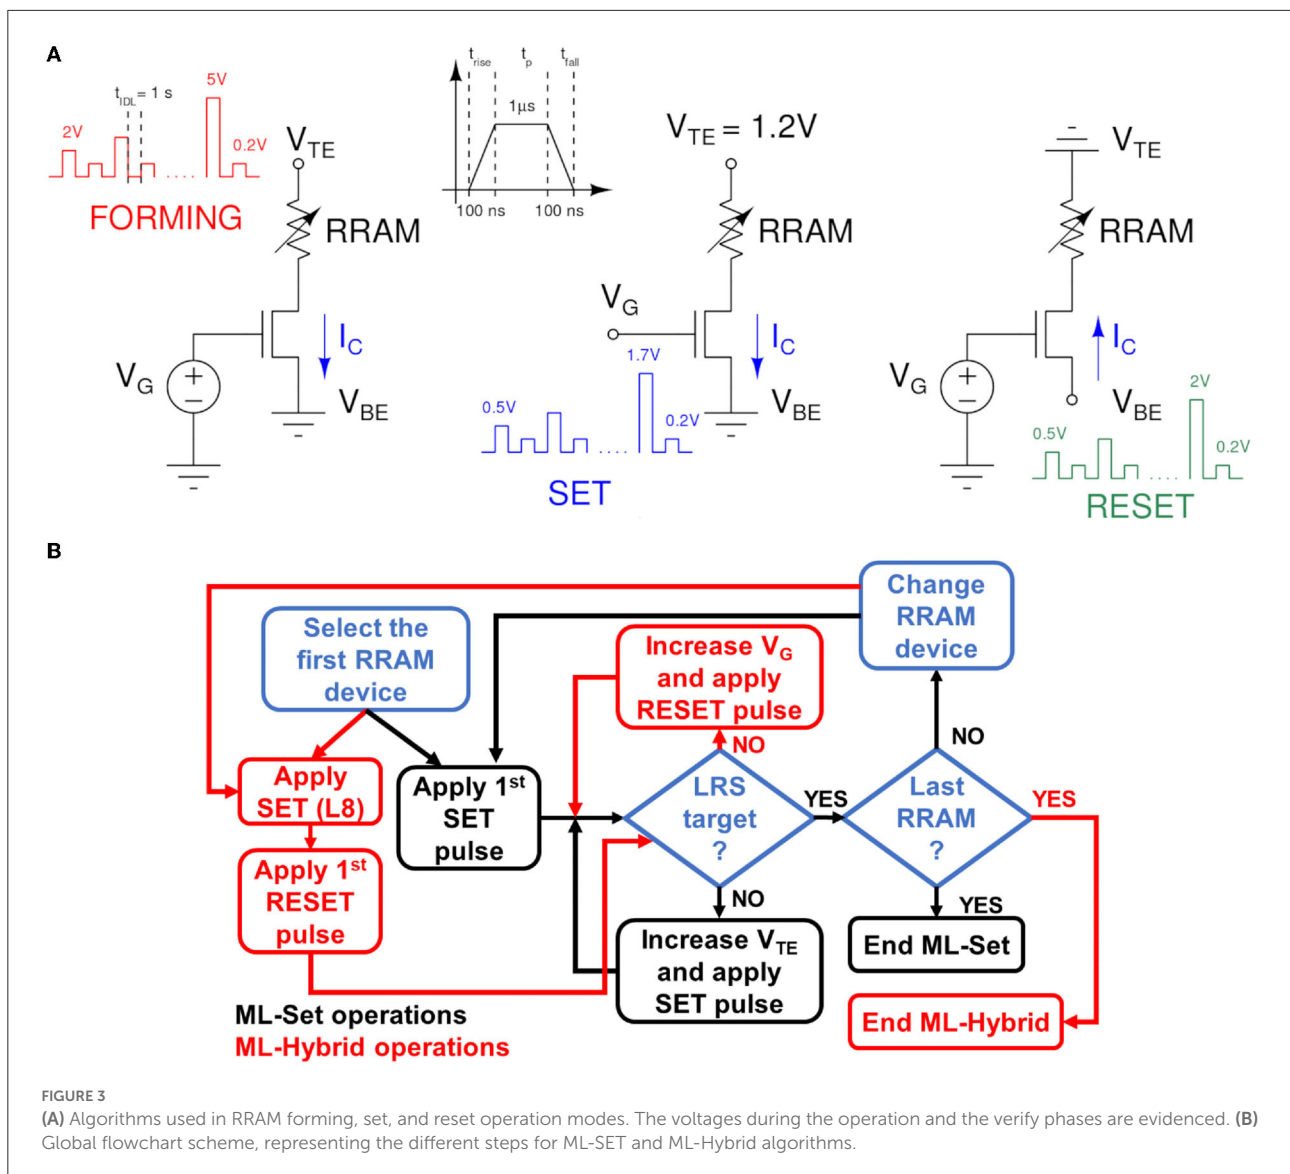 A
t_IDL = 1 s
2V
5V
0.2V
FORMING
V_TE
RRAM
V_G
I_C
V_BE
t_rise
t_p
t_fall
1µs
100 ns
100 ns
V_TE = 1.2V
RRAM
V_G
I_C
V_BE
0.5V
1.7V
0.2V
SET
V_TE
RRAM
V_G
I_C
V_BE
0.5V
2V
0.2V
RESET
B
Select the
first RRAM
device
Apply
SET (L8)
Apply 1st
RESET
pulse
Apply 1st
SET
pulse
Increase V_G
and apply
RESET pulse
NO
LRS
target
?
NO
Increase V_TE
and apply
SET pulse
YES
Change
RRAM
device
NO
Last
RRAM
?
YES
YES
End ML-Set
End ML-Hybrid
ML-Set operations
ML-Hybrid operations
FIGURE 3
(A) Algorithms used in RRAM forming, set, and reset operation modes. The voltages during the operation and the verify phases are evidenced. (B)
Global flowchart scheme, representing the different steps for ML-SET and ML-Hybrid algorithms.